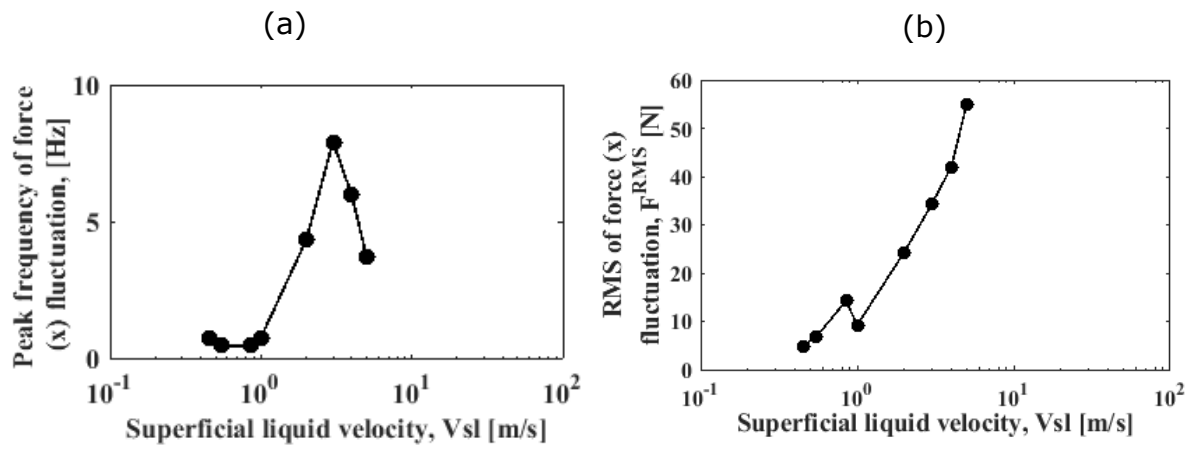 (a)
Peak frequency of force
(x) fluctuation, [Hz]
10
5
0
10^-1
10^0
10^1
10^2
Superficial liquid velocity, Vsl [m/s]
(b)
RMS of force (x)
fluctuation, F^RMS [N]
60
50
40
30
20
10
0
10^-1
10^0
10^1
10^2
Superficial liquid velocity, Vsl [m/s]